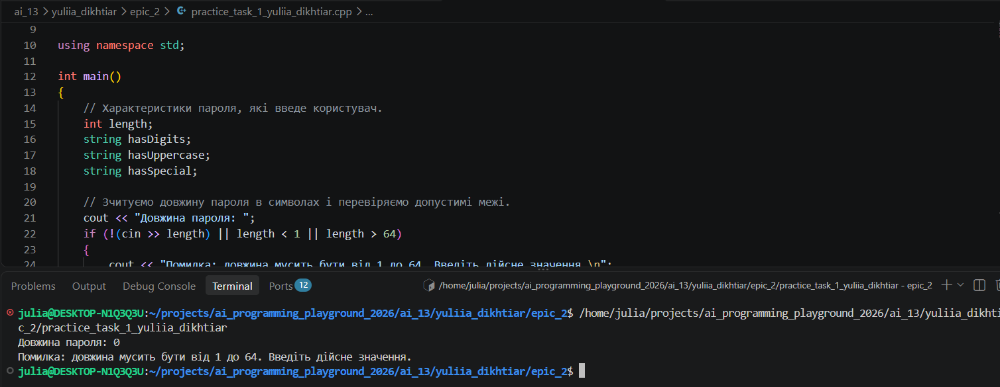 ai_13 > yuliia_dikhtiar > epic_2 > practice_task_1_yuliia_dikhtiar.cpp > ...
9
10 using namespace std;
11
12 int main()
13 {
14 // Характеристики пароля, які введе користувач.
15 int length;
16 string hasDigits;
17 string hasUppercase;
18 string hasSpecial;
19
20 // Зчитуємо довжину пароля в символах і перевіряємо допустимі межі.
21 cout << "Довжина пароля: ";
22 if (!(cin >> length) || length < 1 || length > 64)
23 {
24 cout << "Помилка: довжина мусить бути від 1 до 64. Введіть дійсне значення.\n";
Problems Output Debug Console Terminal Ports 12 /home/julia/projects/ai_programming_playground_2026/ai_13/yuliia_dikhtiar/epic_2/practice_task_1_yuliia_dikhtiar - epic_2
julia@DESKTOP-N1Q3Q3U:~/projects/ai_programming_playground_2026/ai_13/yuliia_dikhtiar/epic_2$ /home/julia/projects/ai_programming_playground_2026/ai_13/yuliia_dikhti
c_2/practice_task_1_yuliia_dikhtiar
Довжина пароля: 0
Помилка: довжина мусить бути від 1 до 64. Введіть дійсне значення.
julia@DESKTOP-N1Q3Q3U:~/projects/ai_programming_playground_2026/ai_13/yuliia_dikhtiar/epic_2$